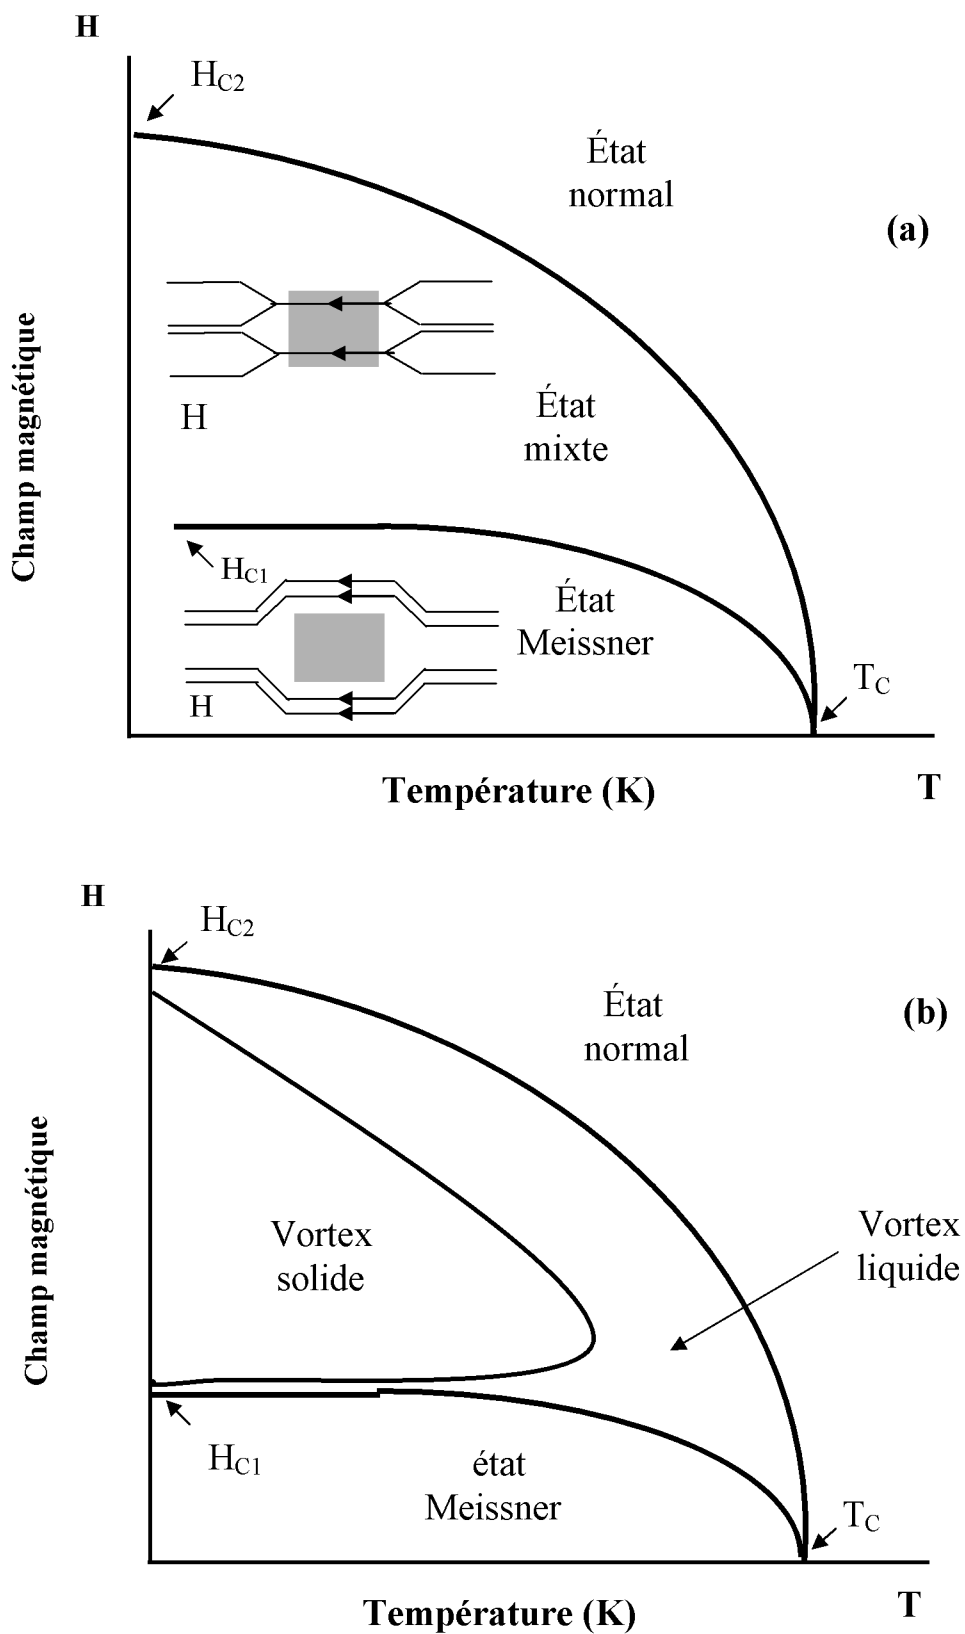 H
H_C2
État
normal
(a)
Champ magnétique
H
État
mixte
H_C1
État
Meissner
H
T_C
Température (K)
T
H
H_C2
État
normal
(b)
Champ magnétique
Vortex
solide
Vortex
liquide
H_C1
état
Meissner
T_C
Température (K)
T